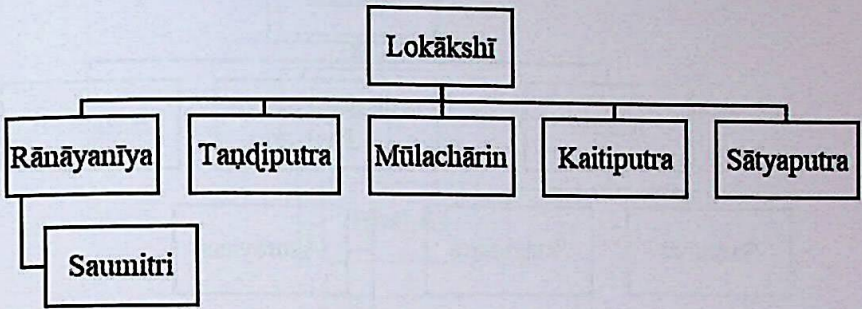 Lokākshī
Rānāyanīya Taṇḍiputra Mūlachārin Kaitiputra Sātyaputra
Saumitri